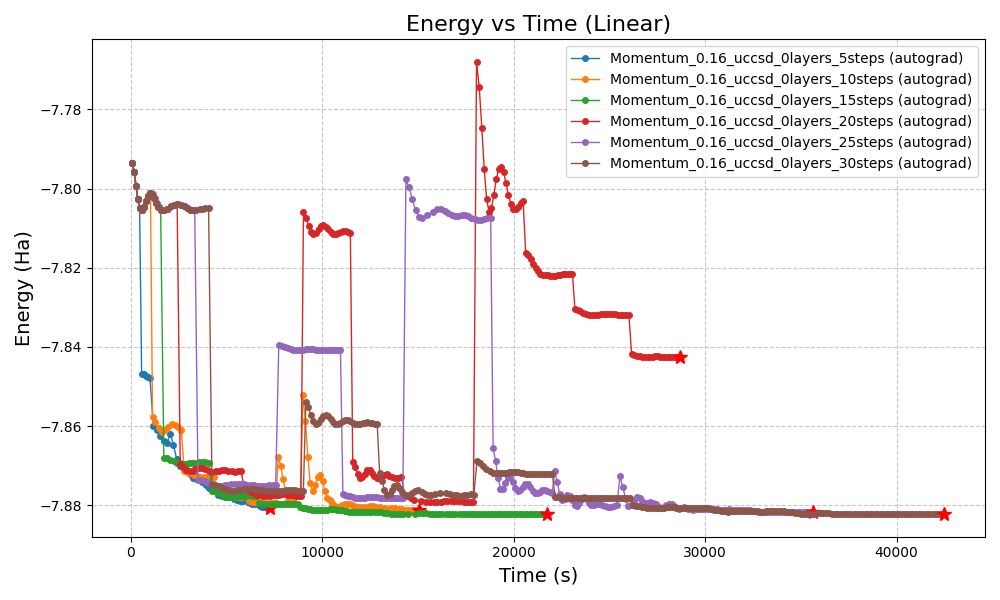 Energy vs Time (Linear)
Momentum_0.16_uccsd_0layers_5steps (autograd)
Momentum_0.16_uccsd_0layers_10steps (autograd)
Momentum_0.16_uccsd_0layers_15steps (autograd)
Momentum_0.16_uccsd_0layers_20steps (autograd)
Momentum_0.16_uccsd_0layers_25steps (autograd)
Momentum_0.16_uccsd_0layers_30steps (autograd)
Energy (Ha)
−7.78
−7.80
−7.82
−7.84
−7.86
−7.88
0
10000
20000
30000
40000
Time (s)